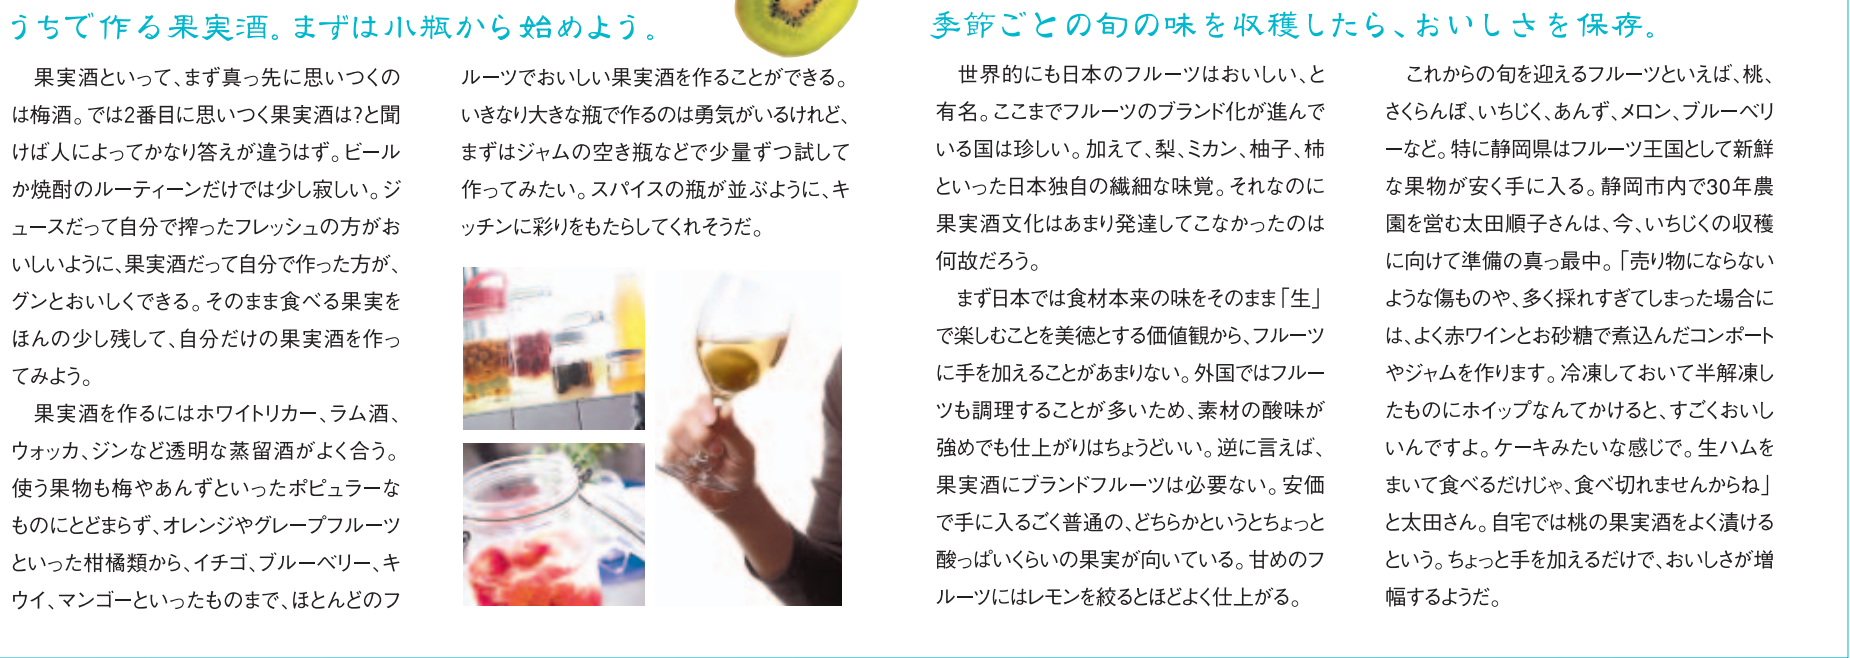 うちで作る果実酒。まずは小瓶から始めよう。
果実酒といって、まず真っ先に思いつくの
は梅酒。では2番目に思いつく果実酒は?と聞
けば人によってかなり答えが違うはず。ビール
か焼酎のルーティーンだけでは少し寂しい。ジ
ュースだって自分で搾ったフレッシュの方がお
いしいように、果実酒だって自分で作った方が、
グンとおいしくできる。そのまま食べる果実を
ほんの少し残して、自分だけの果実酒を作っ
てみよう。
果実酒を作るにはホワイトリカー、ラム酒、
ウォッカ、ジンなど透明な蒸留酒がよく合う。
使う果物も梅やあんずといったポピュラーな
ものにとどまらず、オレンジやグレープフルーツ
といった柑橘類から、イチゴ、ブルーベリー、キ
ウイ、マンゴーといったものまで、ほとんどのフ
ルーツでおいしい果実酒を作ることができる。
いきなり大きな瓶で作るのは勇気がいるけれど、
まずはジャムの空き瓶などで少量ずつ試して
作ってみたい。スパイスの瓶が並ぶように、キ
ッチンに彩りをもたらしてくれそうだ。
季節ごとの旬の味を収穫したら、おいしさを保存。
世界的にも日本のフルーツはおいしい、と
有名。ここまでフルーツのブランド化が進んで
いる国は珍しい。加えて、梨、ミカン、柚子、柿
といった日本独自の繊細な味覚。それなのに
果実酒文化はあまり発達してこなかったのは
何故だろう。
まず日本では食材本来の味をそのまま「生」
で楽しむことを美徳とする価値観から、フルーツ
に手を加えることがあまりない。外国ではフルー
ツも調理することが多いため、素材の酸味が
強めでも仕上がりはちょうどいい。逆に言えば、
果実酒にブランドフルーツは必要ない。安価
で手に入るごく普通の、どちらかというとちょっと
酸っぱいくらいの果実が向いている。甘めのフ
ルーツにはレモンを絞るとほどよく仕上がる。
これからの旬を迎えるフルーツといえば、桃、
さくらんぼ、いちじく、あんず、メロン、ブルーベリ
ーなど。特に静岡県はフルーツ王国として新鮮
な果物が安く手に入る。静岡市内で30年農
園を営む太田順子さんは、今、いちじくの収穫
に向けて準備の真っ最中。「売り物にならない
ような傷ものや、多く採れすぎてしまった場合に
は、よく赤ワインとお砂糖で煮込んだコンポート
やジャムを作ります。冷凍しておいて半解凍し
たものにホイップなんてかけると、すごくおいし
いんですよ。ケーキみたいな感じで。生ハムを
まいて食べるだけじゃ、食べ切れませんからね」
と太田さん。自宅では桃の果実酒をよく漬ける
という。ちょっと手を加えるだけで、おいしさが増
幅するようだ。